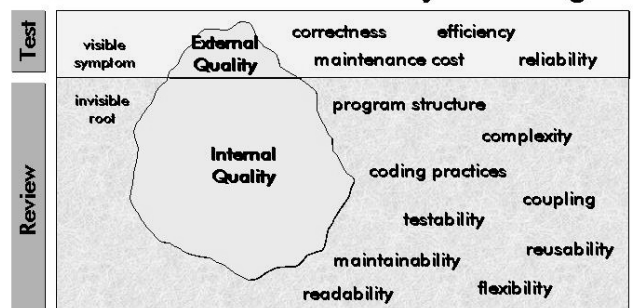 Test
visible
symptom
External
Quality
correctness
efficiency
maintenance cost
reliability
Review
invisible
root
Internal
Quality
program structure
complexity
coding practices
coupling
testability
reusability
maintainability
flexibility
readability